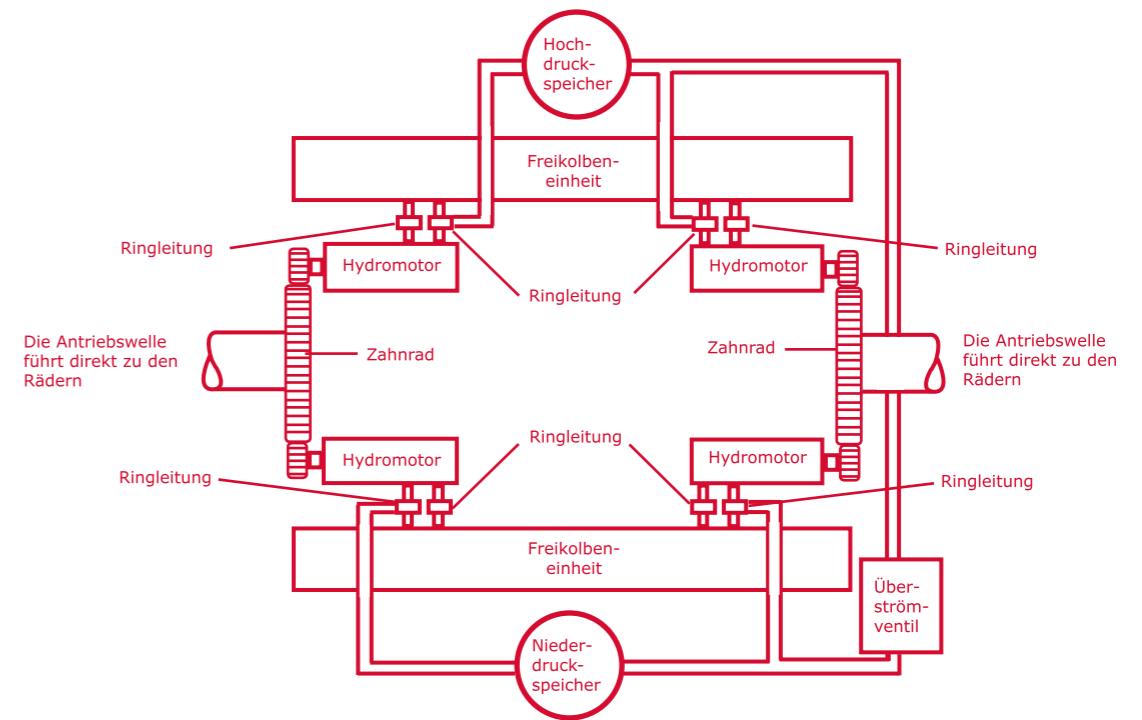 Hoch-
druck-
speicher
Freikolben-
einheit
Ringleitung
Ringleitung
Hydromotor
Hydromotor
Ringleitung
Die Antriebswelle
führt direkt zu den
Rädern
Zahnrad
Zahnrad
Die Antriebswelle
führt direkt zu den
Rädern
Ringleitung
Hydromotor
Hydromotor
Ringleitung
Ringleitung
Freikolben-
einheit
Über-
ström-
ventil
Nieder-
druck-
speicher